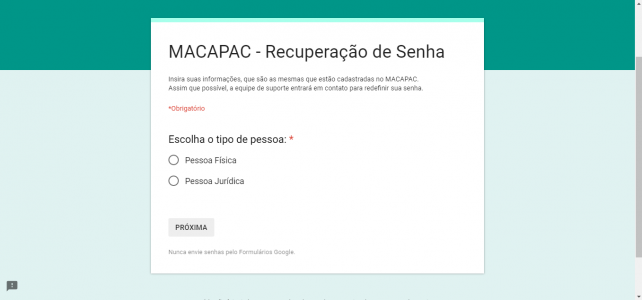 MACAPAC - Recuperação de Senha
Insira suas informações, que são as mesmas que estão cadastradas no MACAPAC.
Assim que possível, a equipe de suporte entrará em contato para redefinir sua senha.
*Obrigatório
Escolha o tipo de pessoa: *
Pessoa Física
Pessoa Jurídica
PRÓXIMA
Nunca envie senhas pelo Formulários Google.